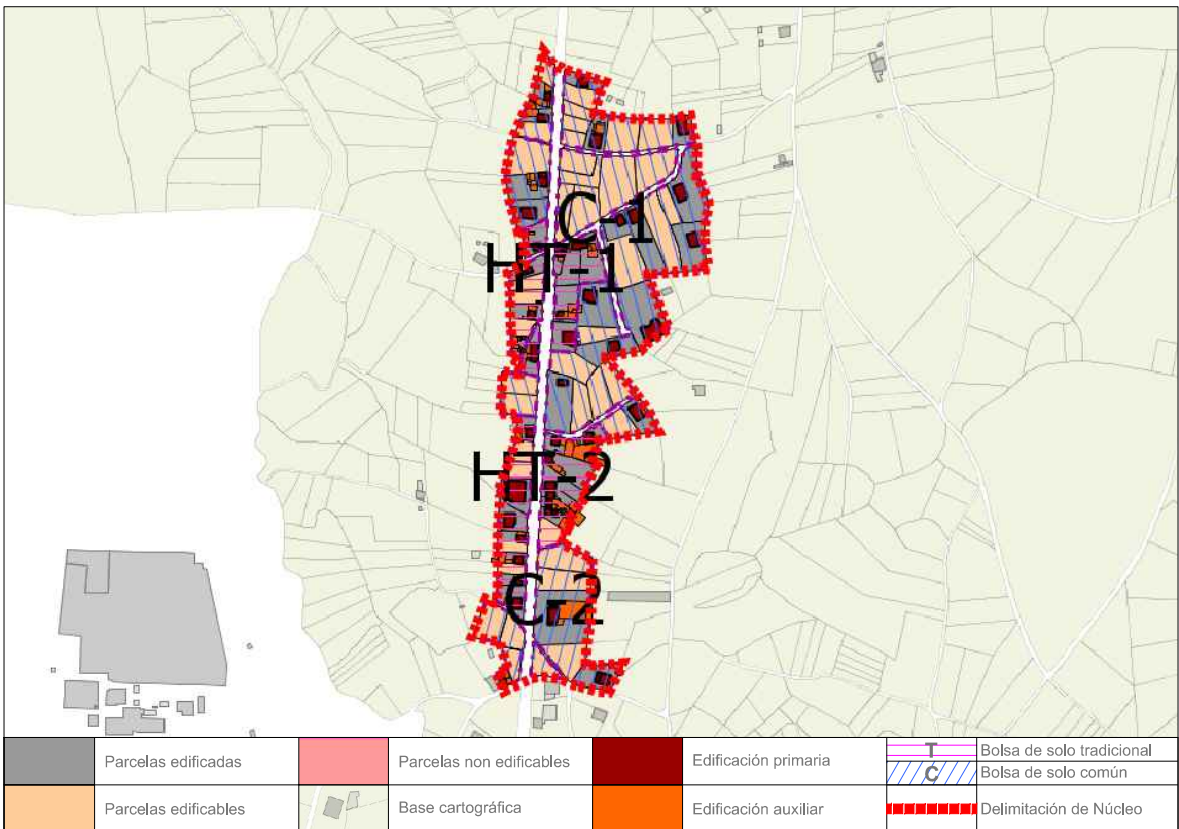 C-1
HT-1
HT-2
C-2
Parcelas edificadas
Parcelas non edificables
Edificación primaria
T
Bolsa de solo tradicional
C
Bolsa de solo común
Parcelas edificables
Base cartográfica
Edificación auxiliar
Delimitación de Núcleo